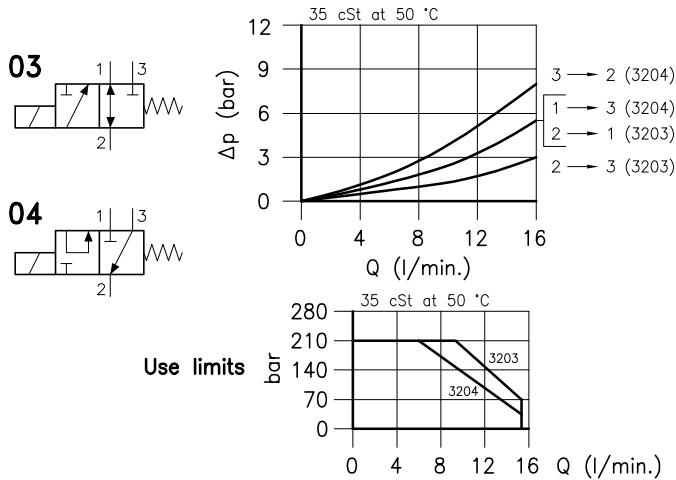 03
1 3
2
04
1 3
2
35 cSt at 50 °C
Δp (bar)
12
9
6
3
0
0 4 8 12 16
Q (l/min.)
3 → 2 (3204)
1 → 3 (3204)
2 → 1 (3203)
2 → 3 (3203)
Use limits
35 cSt at 50 °C
bar
280
210
140
70
0
3203
3204
0 4 8 12 16 Q (l/min.)